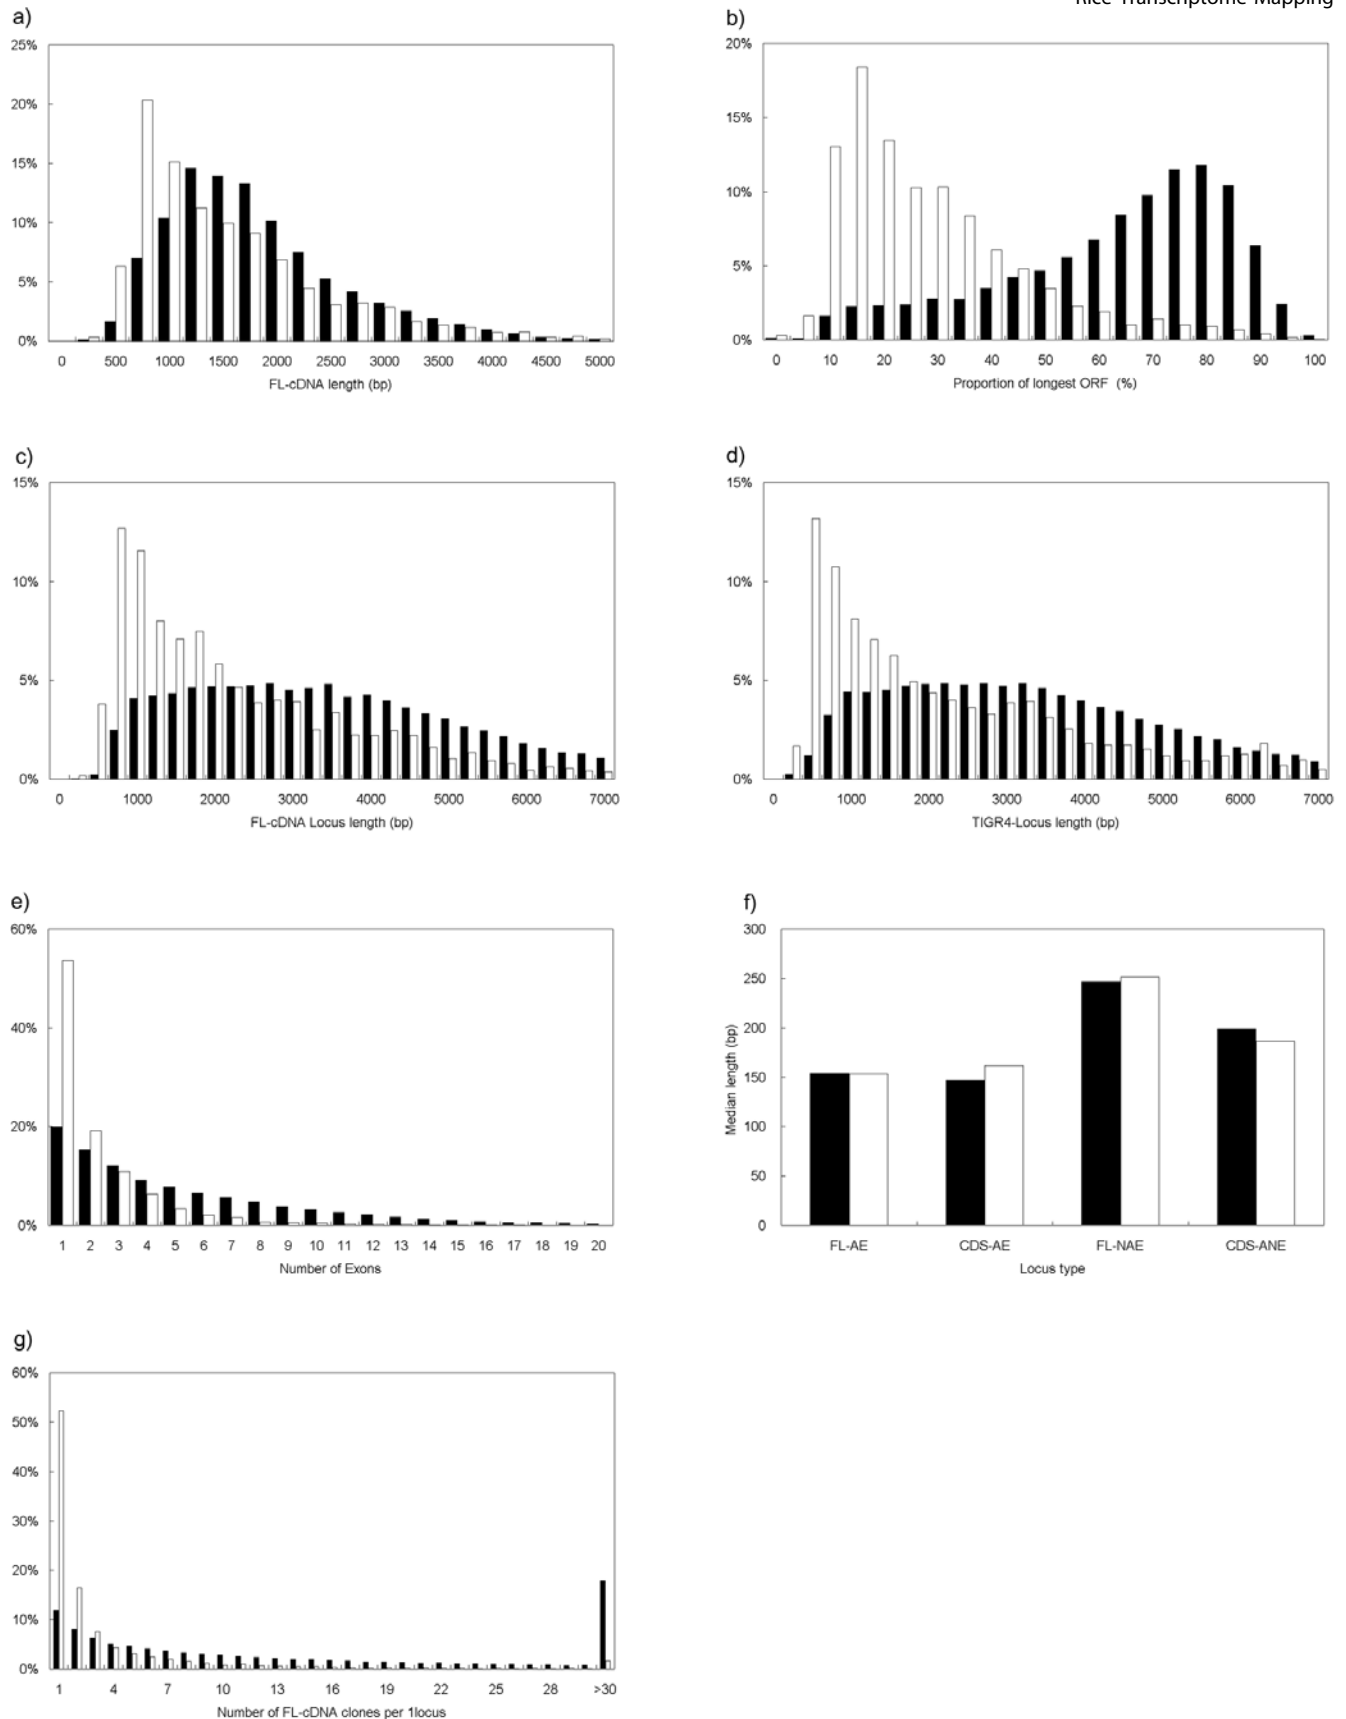 Rice Transcriptome Mapping
a)
25%
20%
15%
10%
5%
0%
0 500 1000 1500 2000 2500 3000 3500 4000 4500 5000
FL-cDNA length (bp)
b)
20%
15%
10%
5%
0%
0 10 20 30 40 50 60 70 80 90 100
Proportion of longest ORF (%)
c)
15%
10%
5%
0%
0 1000 2000 3000 4000 5000 6000 7000
FL-cDNA Locus length (bp)
d)
15%
10%
5%
0%
0 1000 2000 3000 4000 5000 6000 7000
TIGR4-Locus length (bp)
e)
60%
40%
20%
0%
1 2 3 4 5 6 7 8 9 10 11 12 13 14 15 16 17 18 19 20
Number of Exons
f)
300
250
200
150
100
50
0
Median length (bp)
FL-AE CDS-AE FL-NAE CDS-ANE
Locus type
g)
60%
50%
40%
30%
20%
10%
0%
1 4 7 10 13 16 19 22 25 28 >30
Number of FL-cDNA clones per 1locus